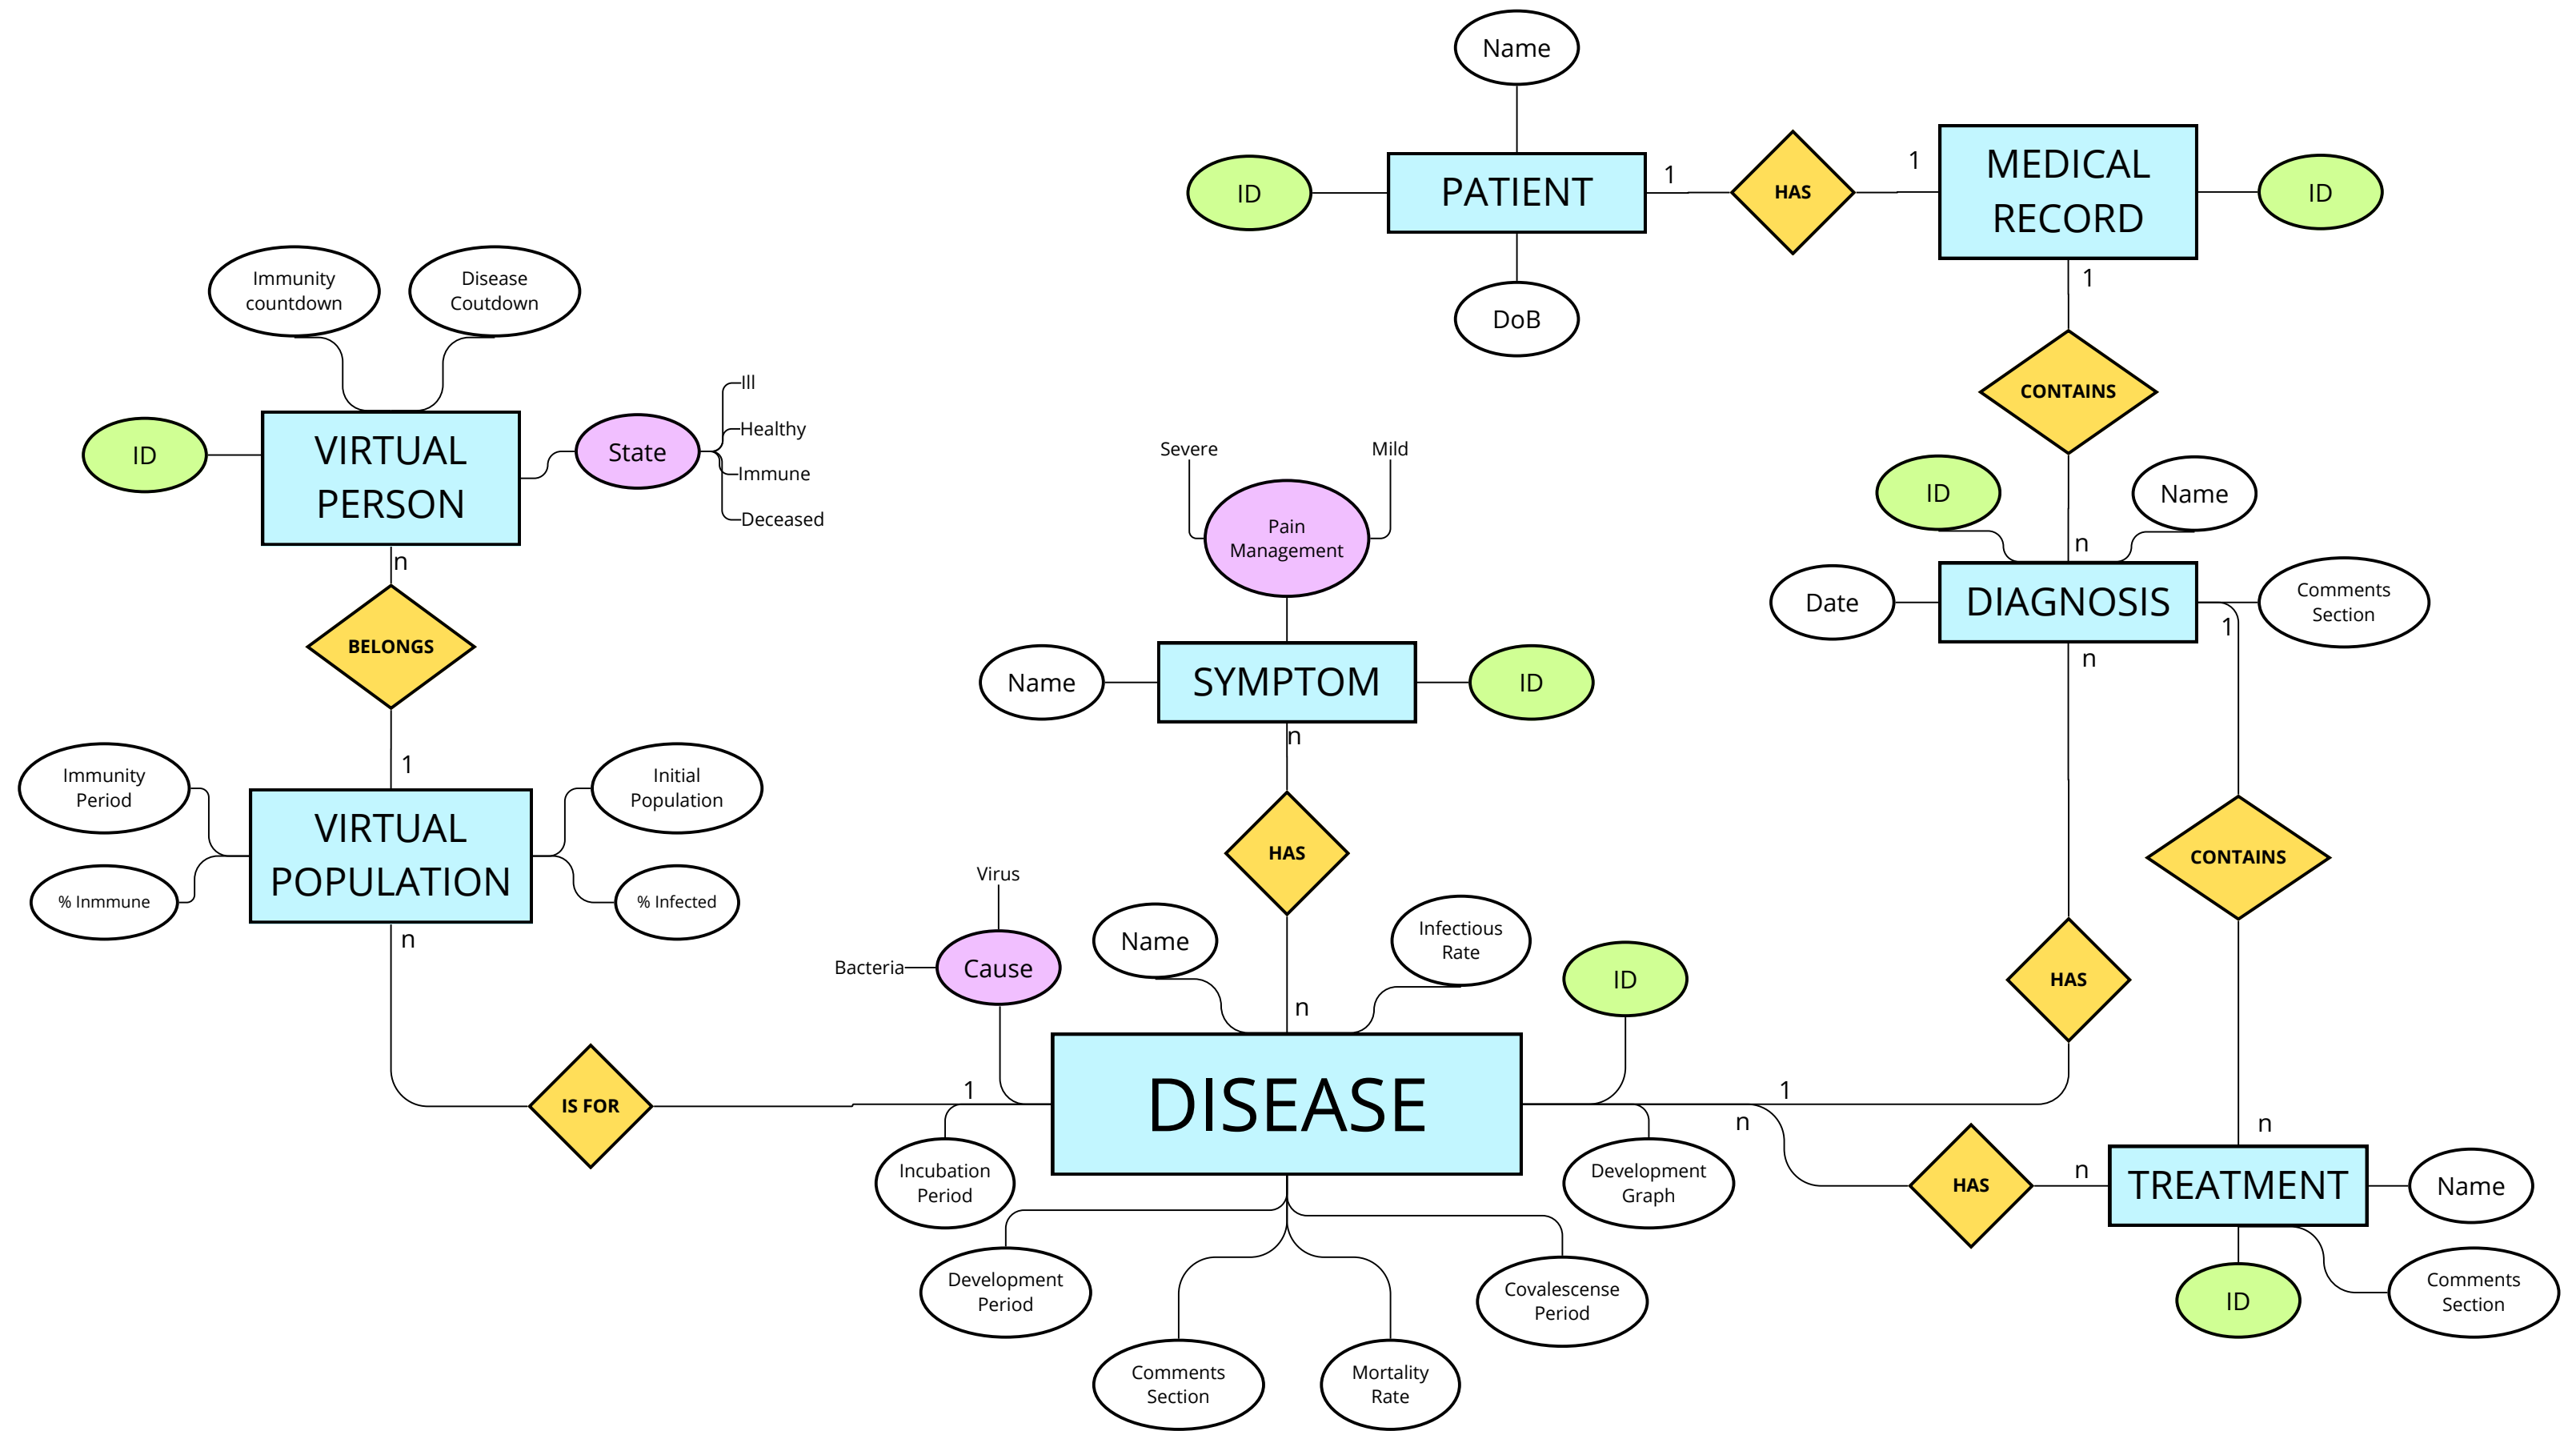 Name
ID
PATIENT
1
HAS
1
MEDICAL
RECORD
ID
DoB
1
CONTAINS
Immunity
countdown
Disease
Coutdown
ID
VIRTUAL
PERSON
State
Ill
Healthy
Immune
Deceased
n
BELONGS
1
Immunity
Period
Initial
Population
VIRTUAL
POPULATION
% Inmmune
% Infected
n
IS FOR
1
Severe
Mild
Pain
Management
Name
SYMPTOM
ID
n
HAS
n
ID
Name
n
Date
DIAGNOSIS
Comments
Section
1
n
CONTAINS
HAS
Virus
Bacteria
Cause
Name
Infectious
Rate
ID
DISEASE
1
n
HAS
n
n
TREATMENT
Name
ID
Comments
Section
Incubation
Period
Development
Graph
Development
Period
Covalescense
Period
Comments
Section
Mortality
Rate